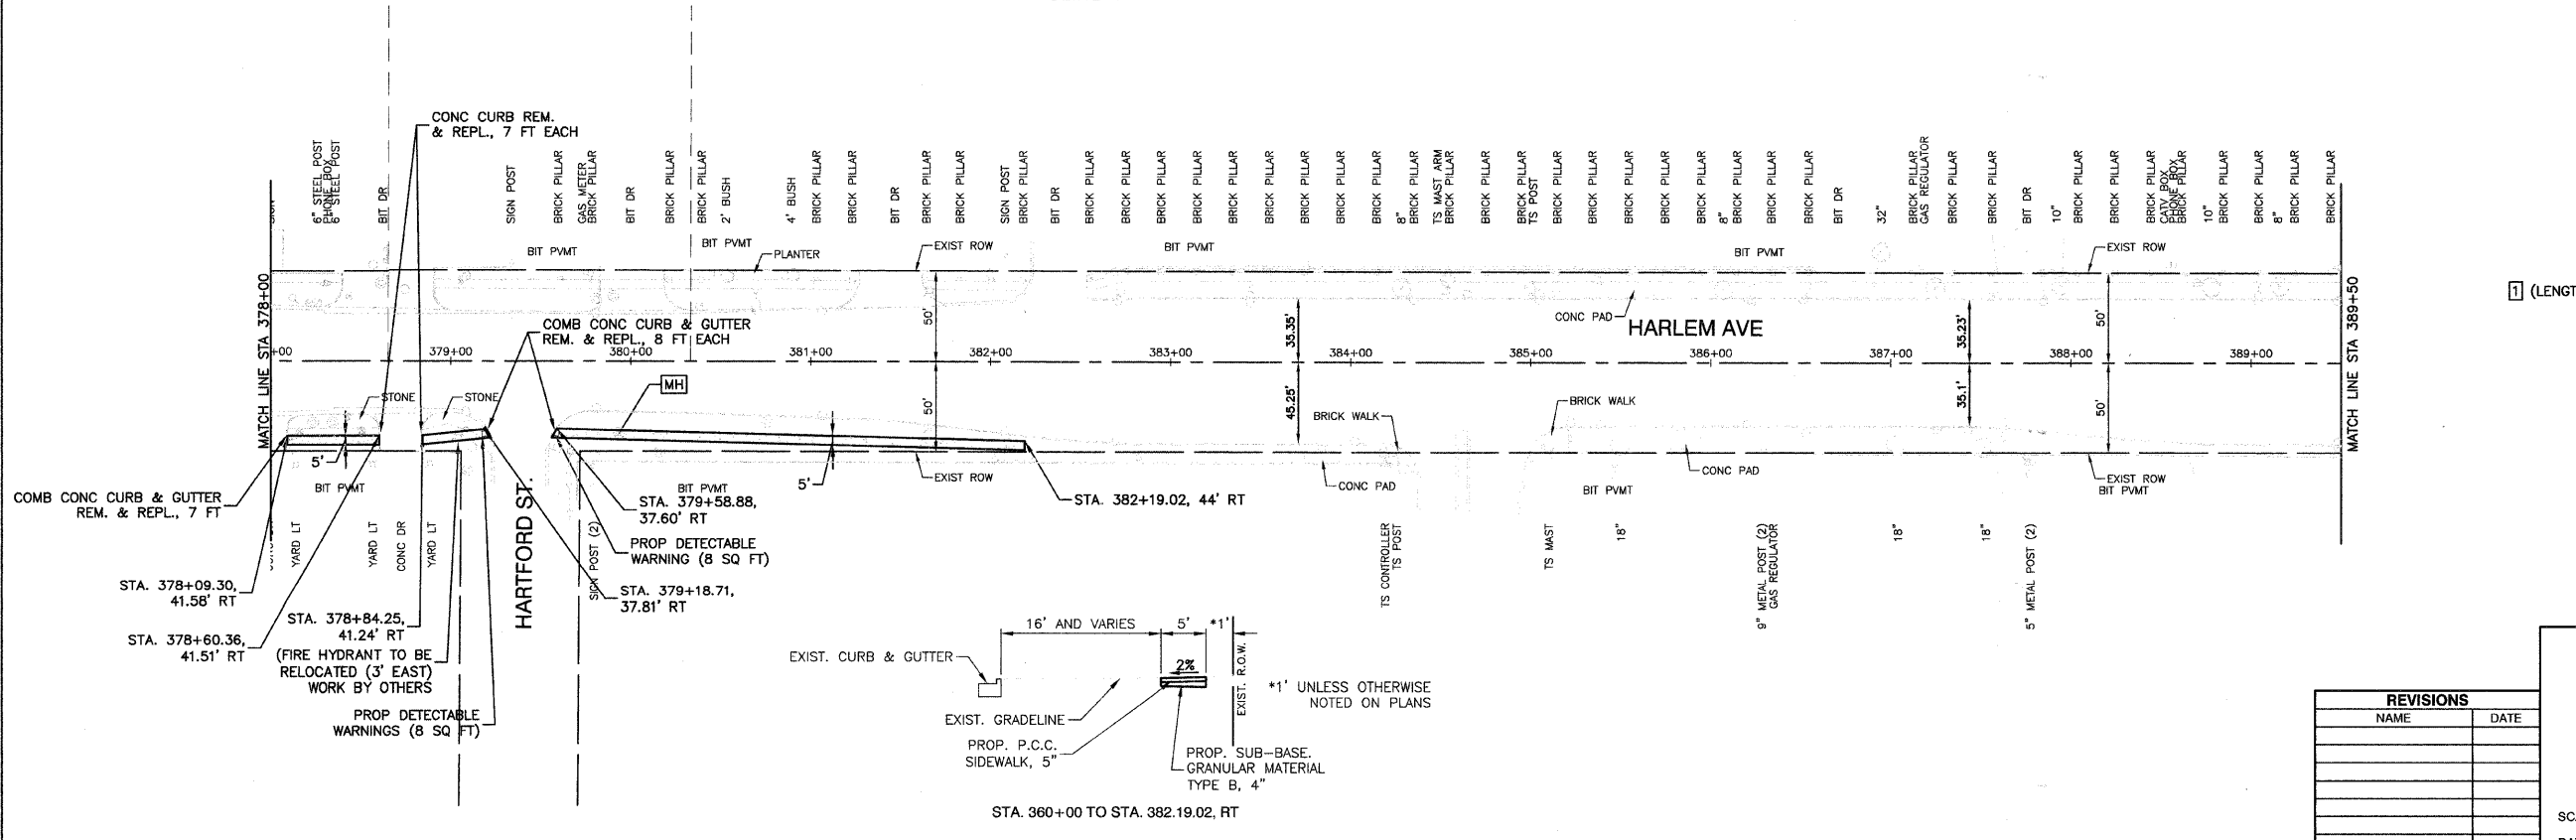 CONC CURB REM.
& REPL., 7 FT EACH
6" STEEL POST
PHONE BOX
6" STEEL POST
BIT DR
SIGN POST
BRICK PILLAR
GAS METER
BRICK PILLAR
BIT DR
BRICK PILLAR
BRICK PILLAR
2' BUSH
4' BUSH
BRICK PILLAR
BRICK PILLAR
BIT DR
BRICK PILLAR
BRICK PILLAR
SIGN POST
BRICK PILLAR
BIT DR
BRICK PILLAR
BRICK PILLAR
BRICK PILLAR
BRICK PILLAR
BRICK PILLAR
BRICK PILLAR
BRICK PILLAR
BRICK PILLAR
BRICK PILLAR
8"
BRICK PILLAR
TS MAST ARM
BRICK PILLAR
BRICK PILLAR
BRICK PILLAR
TS POST
BRICK PILLAR
BRICK PILLAR
BRICK PILLAR
BRICK PILLAR
BRICK PILLAR
8"
BRICK PILLAR
BRICK PILLAR
BRICK PILLAR
BIT DR
32"
BRICK PILLAR
GAS REGULATOR
BRICK PILLAR
BRICK PILLAR
BIT DR
10"
BRICK PILLAR
BRICK PILLAR
BRICK PILLAR
CATV BOX
PHONE BOX
BRICK PILLAR
10"
BRICK PILLAR
BRICK PILLAR
8"
BRICK PILLAR
BRICK PILLAR
BIT PVMT
BIT PVMT
PLANTER
EXIST ROW
BIT PVMT
BIT PVMT
EXIST ROW
MATCH LINE STA 378+00
MATCH LINE STA 389+50
1 (LENGT
50'
35.35'
CONC PAD
HARLEM AVE
35.23'
50'
COMB CONC CURB & GUTTER
REM. & REPL., 8 FT EACH
+00
379+00
380+00
381+00
382+00
383+00
384+00
385+00
386+00
387+00
388+00
389+00
MH
STONE
STONE
50'
45.25'
BRICK WALK
BRICK WALK
35.1'
50'
5'
5'
COMB CONC CURB & GUTTER
REM. & REPL., 7 FT
BIT PVMT
BIT PVMT
EXIST ROW
CONC PAD
CONC PAD
BIT PVMT
EXIST ROW
BIT PVMT
STA. 379+58.88,
37.60' RT
STA. 382+19.02, 44' RT
PROP DETECTABLE
WARNING (8 SQ FT)
YARD LT
YARD LT
CONC DR
YARD LT
HARTFORD ST.
SIGN POST (2)
TS CONTROLLER
TS POST
TS MAST
18"
9" METAL POST (2)
GAS REGULATOR
18"
18"
5" METAL POST (2)
STA. 378+09.30,
41.58' RT
STA. 379+18.71,
37.81' RT
STA. 378+84.25,
41.24' RT
STA. 378+60.36,
41.51' RT
(FIRE HYDRANT TO BE
RELOCATED (3' EAST)
WORK BY OTHERS
PROP DETECTABLE
WARNINGS (8 SQ FT)
16' AND VARIES
5'
*1'
EXIST. CURB & GUTTER
2%
EXIST. R.O.W.
*1' UNLESS OTHERWISE
NOTED ON PLANS
EXIST. GRADELINE
PROP. P.C.C.
SIDEWALK, 5"
PROP. SUB-BASE.
GRANULAR MATERIAL
TYPE B, 4"
STA. 360+00 TO STA. 382.19.02, RT
REVISIONS
NAME
DATE